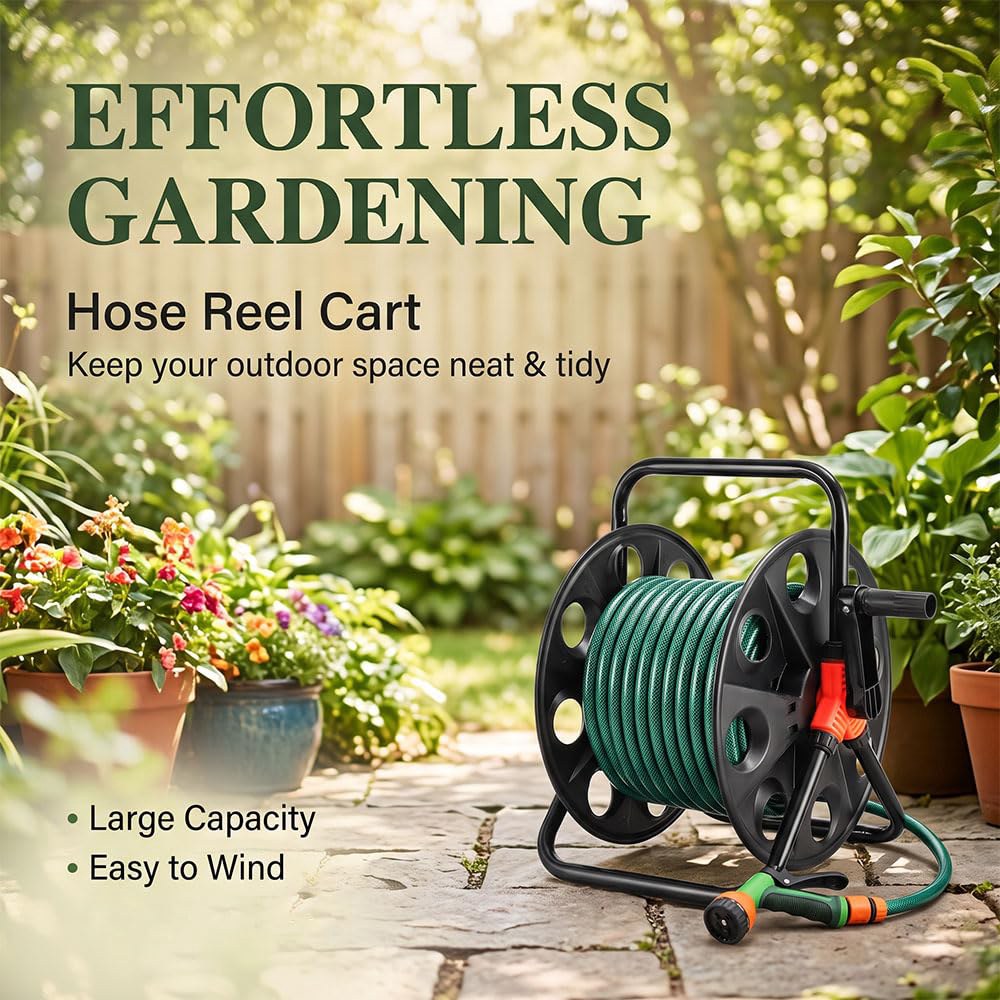 EFFORTLESS
GARDENING
Hose Reel Cart
Keep your outdoor space neat & tidy
• Large Capacity
• Easy to Wind